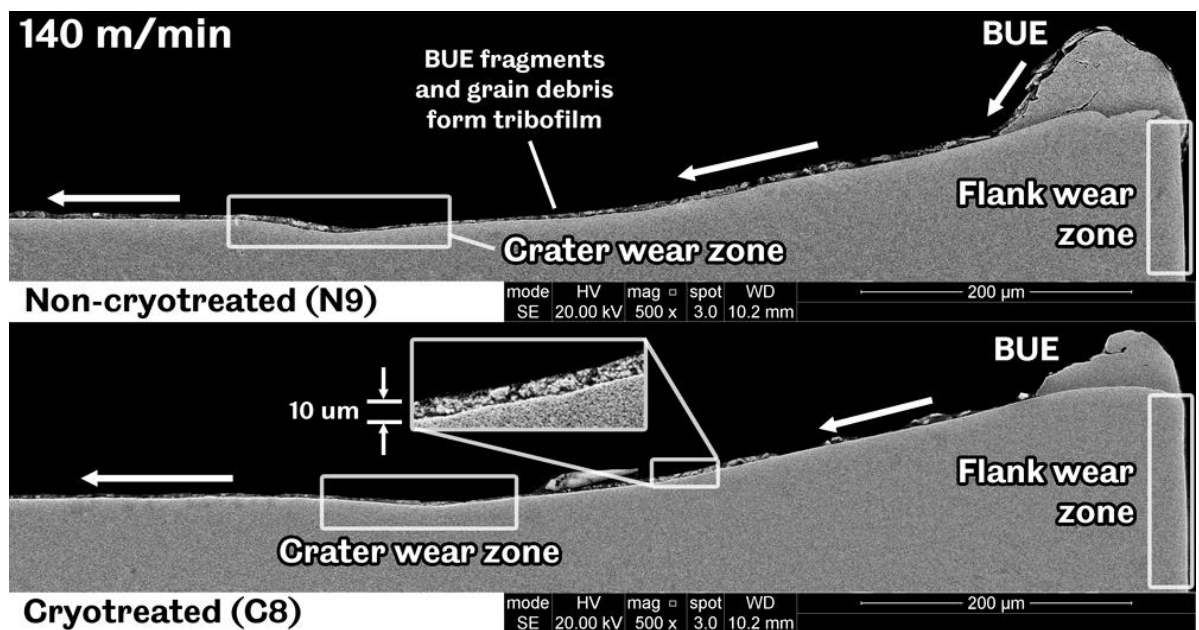 140 m/min
BUE fragments
and grain debris
form tribofilm
BUE
Flank wear
zone
Crater wear zone
Non-cryotreated (N9)
mode HV mag □ spot WD
SE 20.00 kV 500 x 3.0 10.2 mm
200 µm
BUE
10 um
Flank wear
zone
Crater wear zone
Cryotreated (C8)
mode HV mag □ spot WD
SE 20.00 kV 500 x 3.0 10.2 mm
200 µm